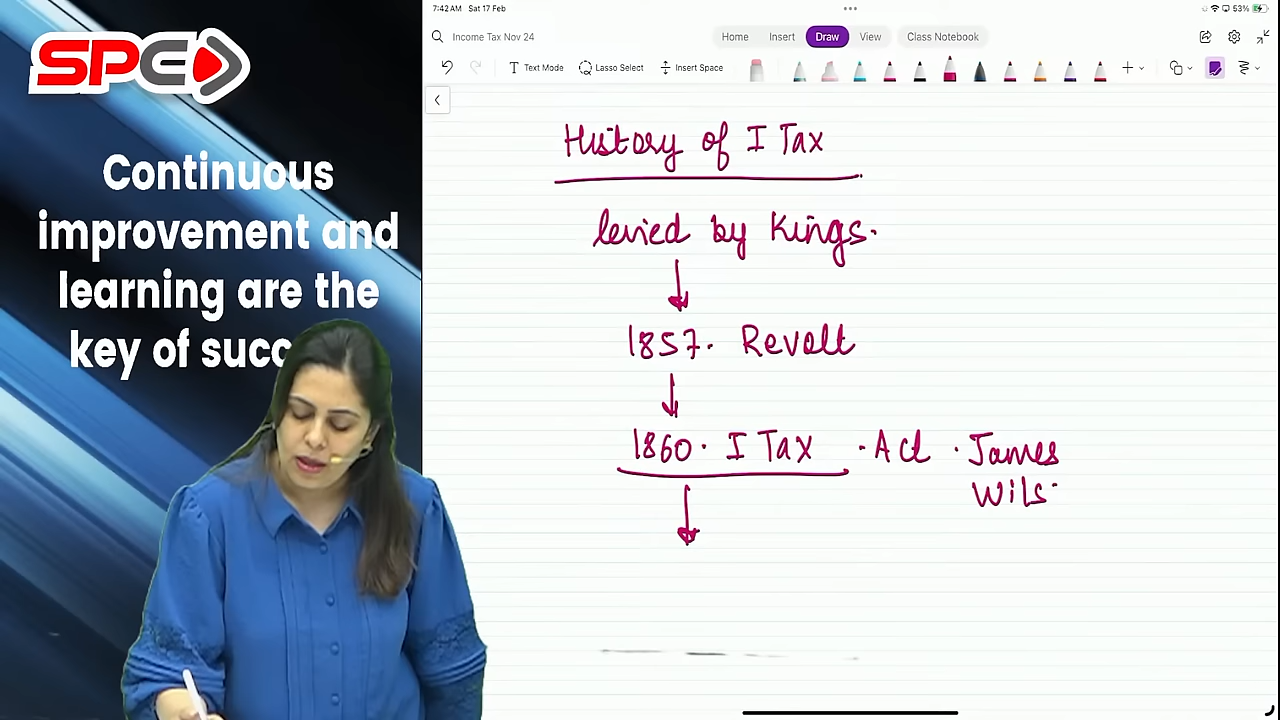 7:42 AM Sat 17 Feb
53%
Income Tax Nov 24
Home Insert Draw View Class Notebook
Text Mode Lasso Select Insert Space
SPC
Continuous
improvement and
learning are the
key of succ
History of I Tax
levied by Kings.
1857. Revolt
1860. I Tax . Act . James
Wils